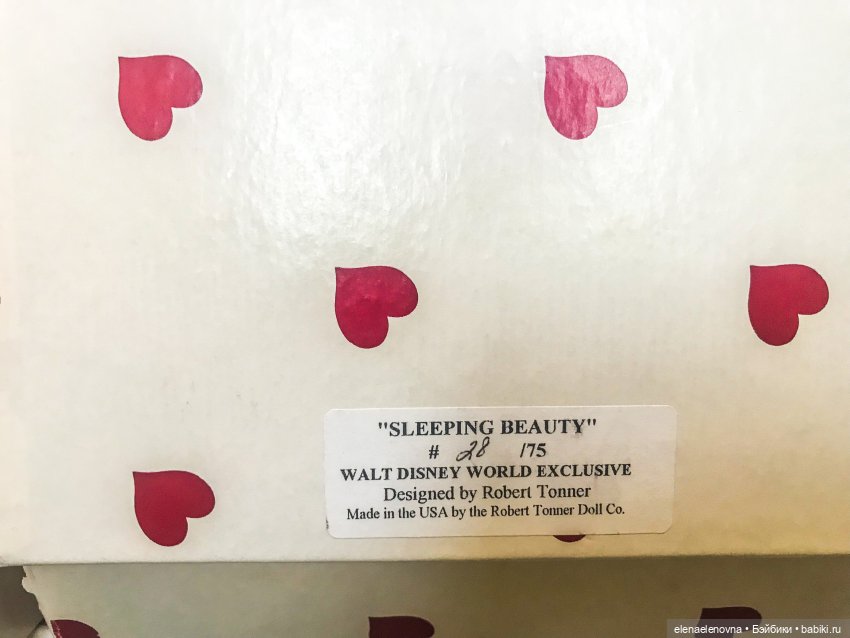 "SLEEPING BEAUTY"
# 28 /75
WALT DISNEY WORLD EXCLUSIVE
Designed by Robert Tonner
Made in the USA by the Robert Tonner Doll Co.
elenaelenovna • Бэйбики • babiki.ru